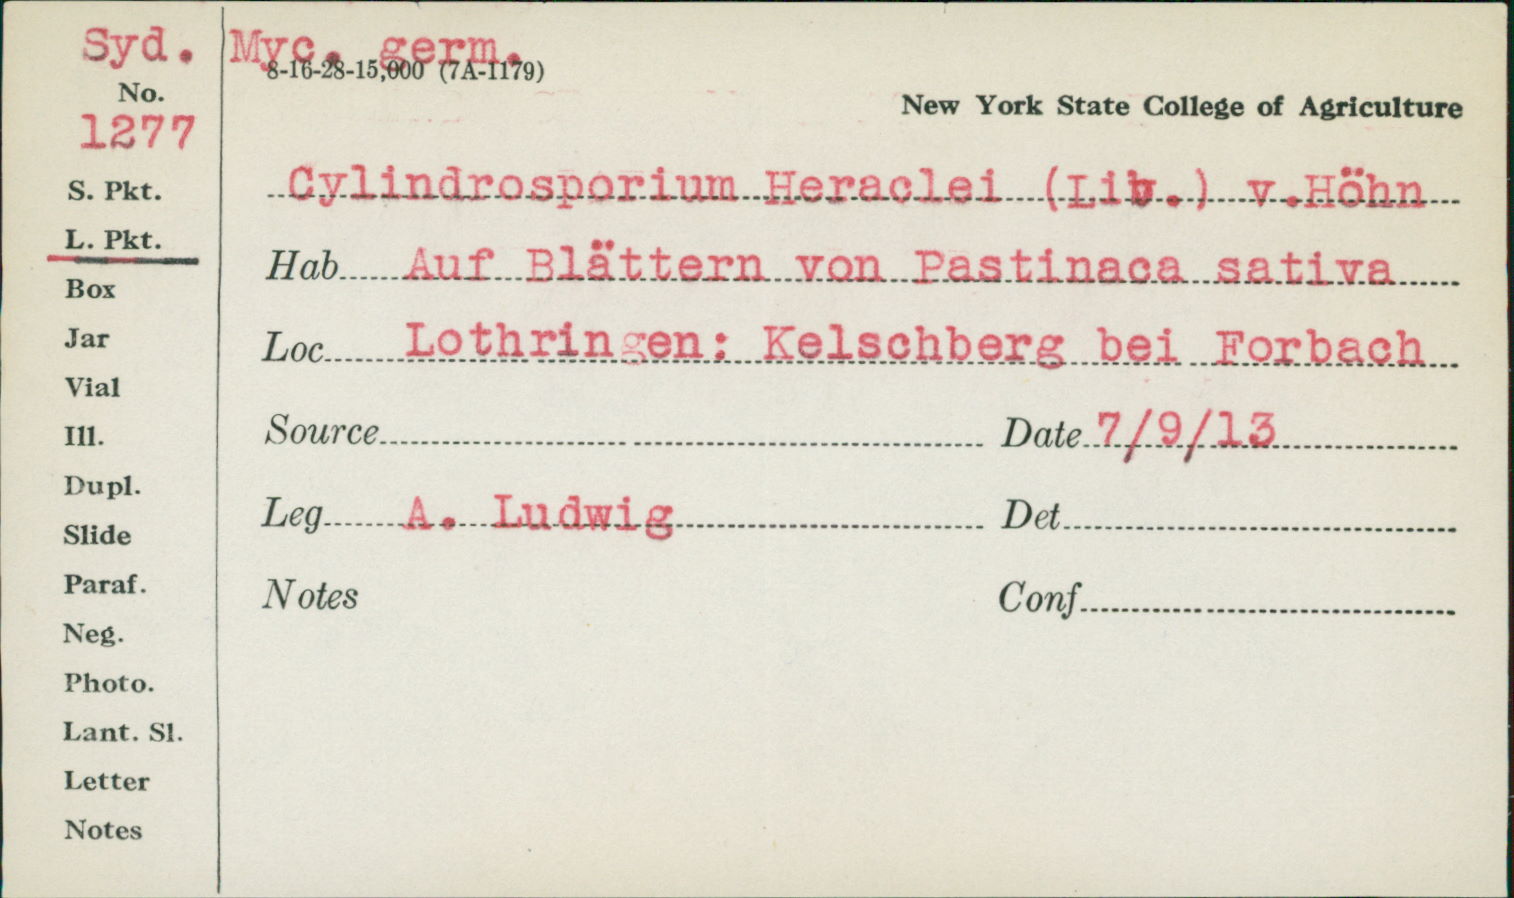 Syd. Myc. germ.
8-16-28-15,000 (7A-1179)
No.
1277
New York State College of Agriculture
S. Pkt.
Cylindrosporium Heraclei (Lib.) v.Höhn
L. Pkt.
Hab Auf Blättern von Pastinaca sativa
Box
Jar
Loc Lothringen: Kelschberg bei Forbach
Vial
Ill.
Source Date 7/9/13
Dupl.
Slide
Leg A. Ludwig Det
Paraf.
Notes Conf
Neg.
Photo.
Lant. Sl.
Letter
Notes